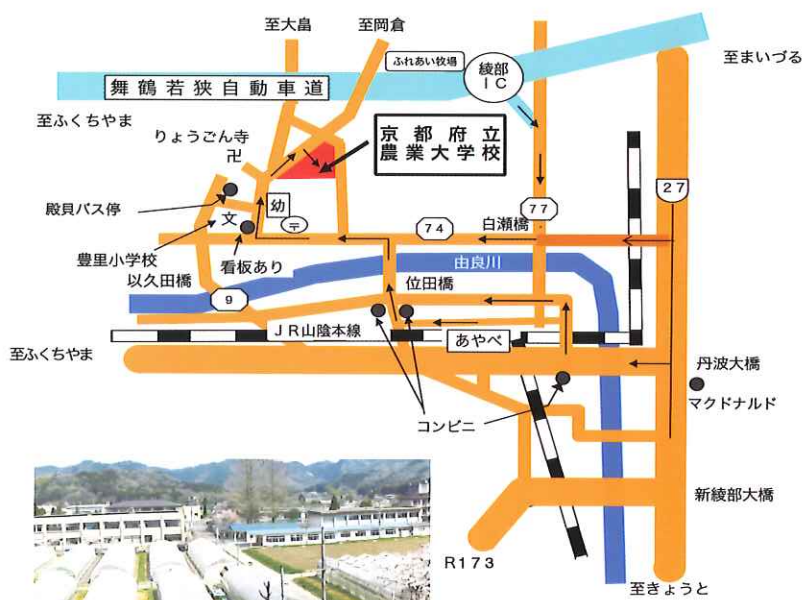 至大畠
至岡倉
ふれあい牧場
綾部
IC
至まいづる
舞鶴若狭自動車道
至ふくちやま
りょうごん寺
卍
京都府立
農業大学校
27
殿貝バス停
幼
文
〒
74
77
白瀬橋
豊里小学校
看板あり
以久田橋
9
由良川
位田橋
JR山陰本線
あやべ
至ふくちやま
丹波大橋
マクドナルド
コンビニ
新綾部大橋
R173
至きょうと